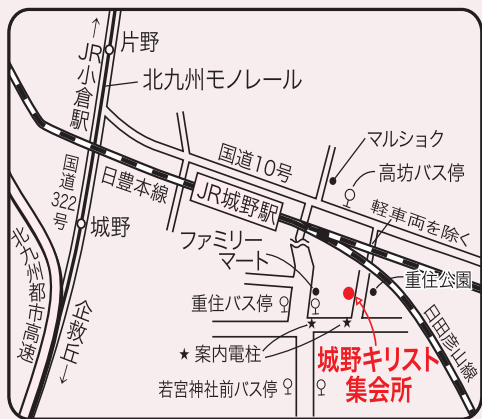 ←JR小倉駅
片野
北九州モノレール
マルショク
国道10号
高坊バス停
国道322号
日豊本線
JR城野駅
軽車両を除く
城野
ファミリーマート
重住公園
北九州都市高速
重住バス停
企救丘→
日田彦山線
★案内電柱
城野キリスト
集会所
若宮神社前バス停